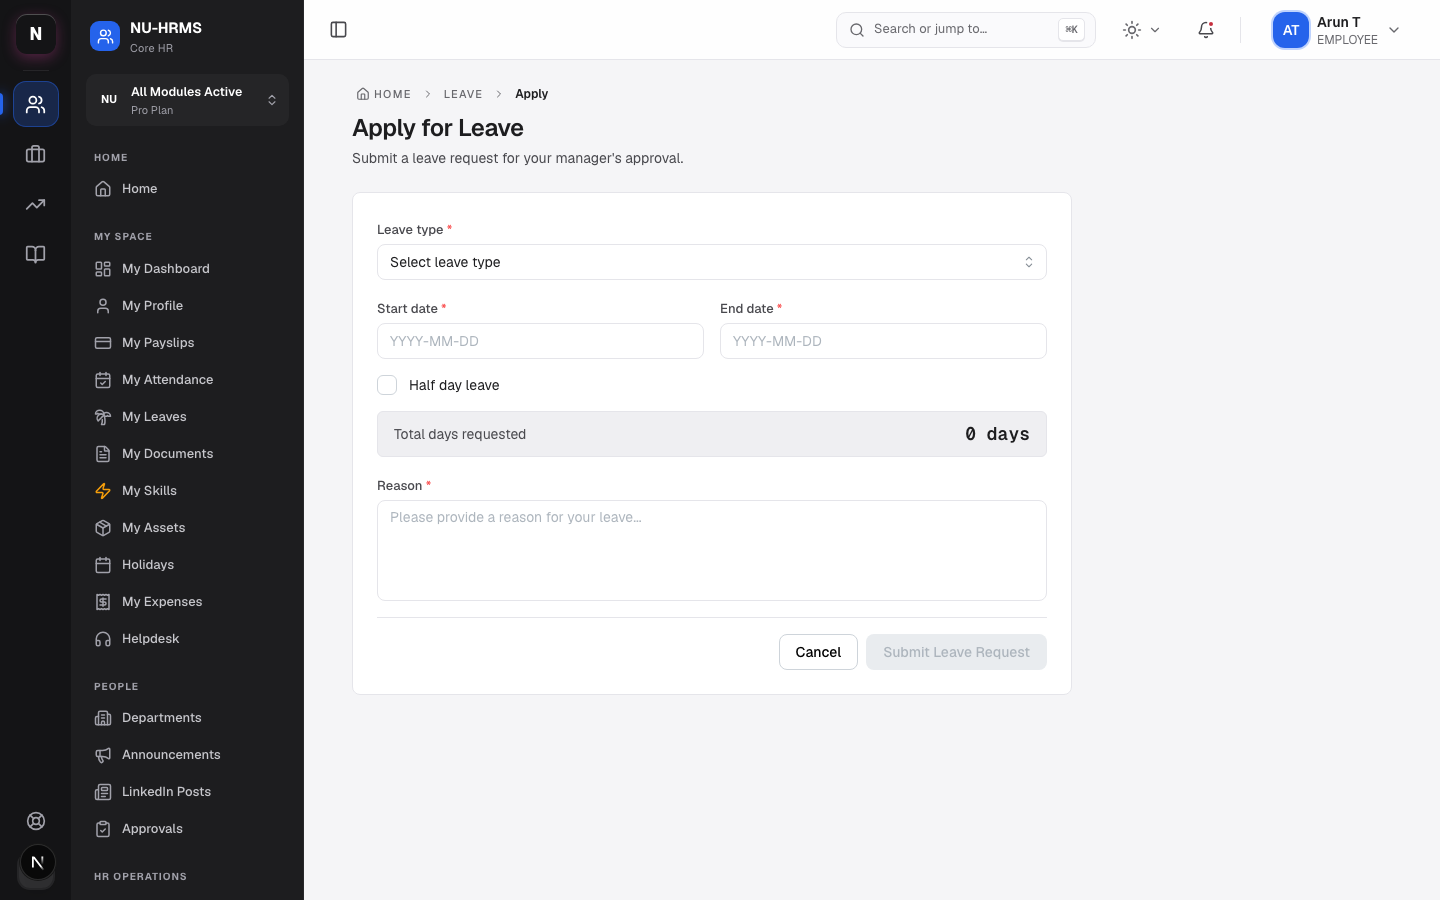 N
NU-HRMS
Core HR
NU
All Modules Active
Pro Plan
HOME
Home
MY SPACE
My Dashboard
My Profile
My Payslips
My Attendance
My Leaves
My Documents
My Skills
My Assets
Holidays
My Expenses
Helpdesk
PEOPLE
Departments
Announcements
LinkedIn Posts
Approvals
HR OPERATIONS
N
Search or jump to...
⌘K
AT
Arun T
EMPLOYEE
HOME LEAVE Apply
Apply for Leave
Submit a leave request for your manager's approval.
Leave type *
Select leave type
Start date * End date *
YYYY-MM-DD YYYY-MM-DD
Half day leave
Total days requested 0 days
Reason *
Please provide a reason for your leave...
Cancel Submit Leave Request